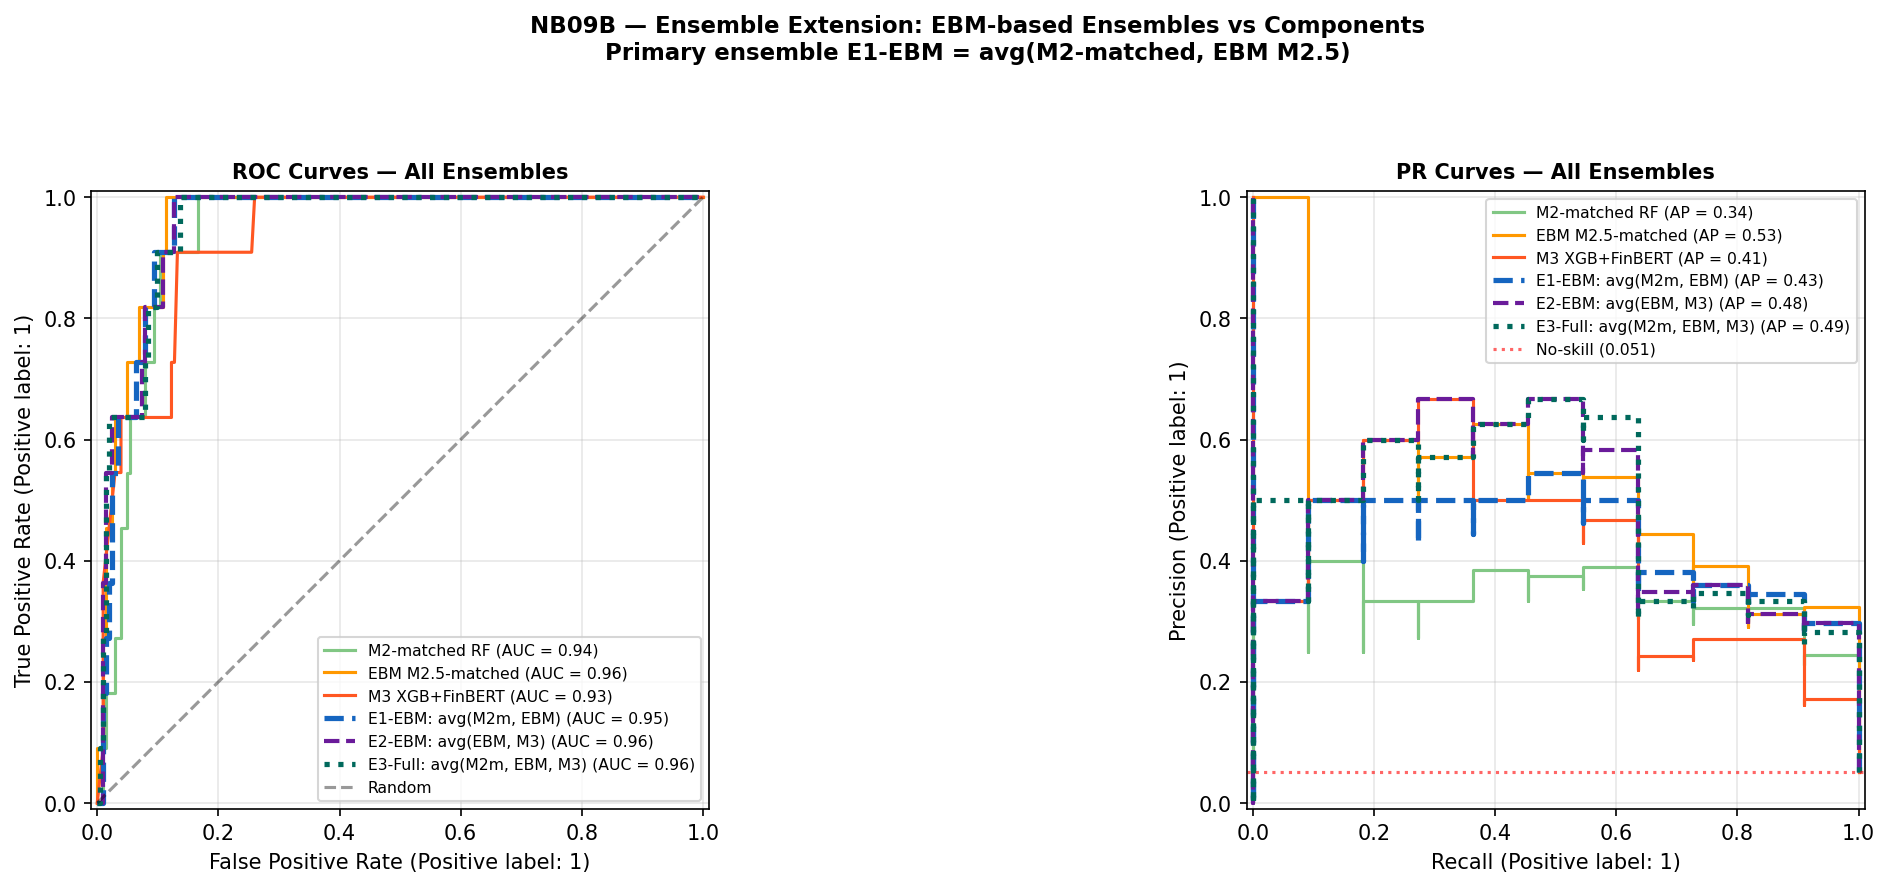 NB09B — Ensemble Extension: EBM-based Ensembles vs Components
Primary ensemble E1-EBM = avg(M2-matched, EBM M2.5)
ROC Curves — All Ensembles
True Positive Rate (Positive label: 1)
1.0
0.8
0.6
0.4
0.2
0.0
M2-matched RF (AUC = 0.94)
EBM M2.5-matched (AUC = 0.96)
M3 XGB+FinBERT (AUC = 0.93)
E1-EBM: avg(M2m, EBM) (AUC = 0.95)
E2-EBM: avg(EBM, M3) (AUC = 0.96)
E3-Full: avg(M2m, EBM, M3) (AUC = 0.96)
Random
0.0 0.2 0.4 0.6 0.8 1.0
False Positive Rate (Positive label: 1)
PR Curves — All Ensembles
Precision (Positive label: 1)
1.0
0.8
0.6
0.4
0.2
0.0
M2-matched RF (AP = 0.34)
EBM M2.5-matched (AP = 0.53)
M3 XGB+FinBERT (AP = 0.41)
E1-EBM: avg(M2m, EBM) (AP = 0.43)
E2-EBM: avg(EBM, M3) (AP = 0.48)
E3-Full: avg(M2m, EBM, M3) (AP = 0.49)
No-skill (0.051)
0.0 0.2 0.4 0.6 0.8 1.0
Recall (Positive label: 1)